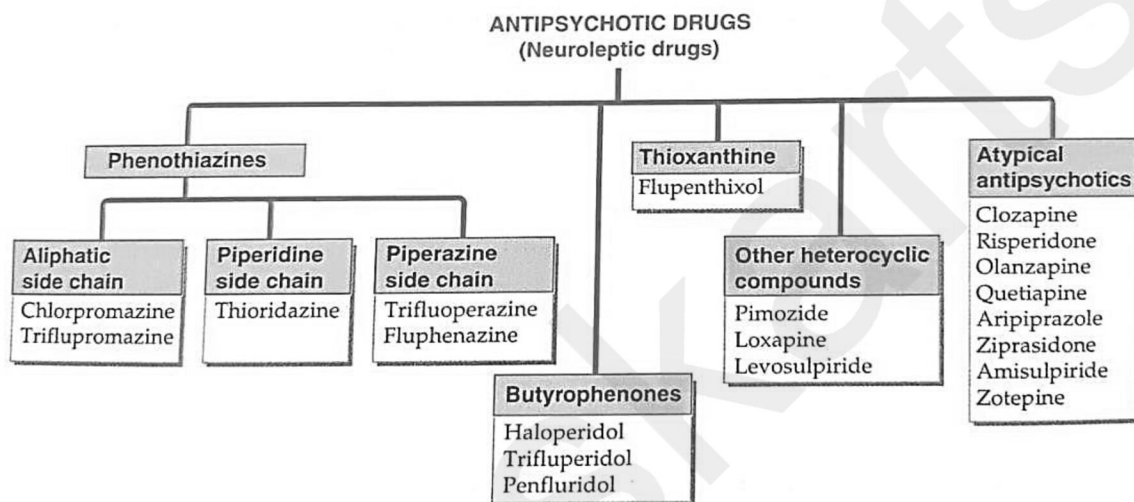 ANTIPSYCHOTIC DRUGS
(Neuroleptic drugs)
Phenothiazines
Aliphatic
side chain
Chlorpromazine
Triflupromazine
Piperidine
side chain
Thioridazine
Piperazine
side chain
Trifluoperazine
Fluphenazine
Butyrophenones
Haloperidol
Trifluperidol
Penfluridol
Thioxanthine
Flupenthixol
Other heterocyclic
compounds
Pimozide
Loxapine
Levosulpiride
Atypical
antipsychotics
Clozapine
Risperidone
Olanzapine
Quetiapine
Aripiprazole
Ziprasidone
Amisulpiride
Zotepine